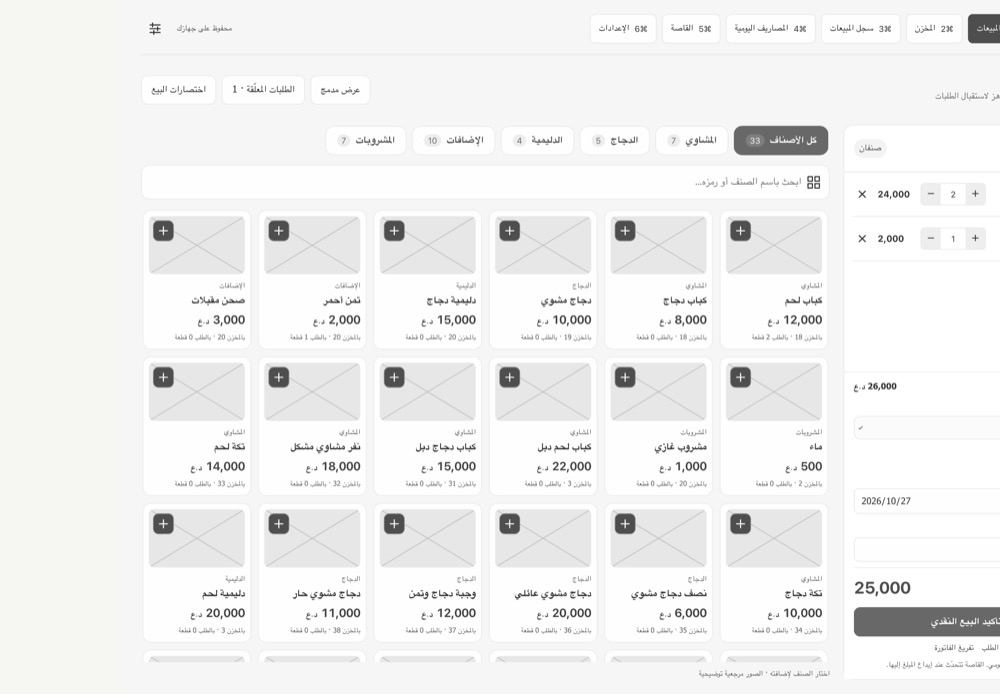 المبيعات
⌘2 المخزن
⌘3 سجل المبيعات
⌘4 المصاريف اليومية
⌘5 القاصة
⌘6 الإعدادات
محفوظ على جهازك
لاستقبال الطلبات
عرض مدمج
الطلبات المعلّقة · 1
اختصارات البيع
صنفان
2 24,000
1 2,000
26,000 د.ع
2026/10/27
25,000
تأكيد البيع النقدي
الطلب تفريغ الفاتورة
القاصة تتحدّث عند إيداع المبلغ إليها.
كل الأصناف 33
المشاوي 7
الدجاج 5
الدليمية 4
الإضافات 10
المشروبات 7
ابحث باسم الصنف أو رمزه...
المشاوي
كباب لحم
12,000 د.ع
بالمخزن 18 · بالطلب 2 قطعة
المشاوي
كباب دجاج
8,000 د.ع
بالمخزن 18 · بالطلب 0 قطعة
الدجاج
دجاج مشوي
10,000 د.ع
بالمخزن 19 · بالطلب 0 قطعة
الدليمية
دليمية دجاج
15,000 د.ع
بالمخزن 20 · بالطلب 0 قطعة
الإضافات
تمن أحمر
2,000 د.ع
بالمخزن 20 · بالطلب 1 قطعة
الإضافات
صحن مقبلات
3,000 د.ع
بالمخزن 20 · بالطلب 0 قطعة
المشروبات
ماء
500 د.ع
بالمخزن 2 · بالطلب 0 قطعة
المشروبات
مشروب غازي
1,000 د.ع
بالمخزن 20 · بالطلب 0 قطعة
المشاوي
كباب لحم دبل
22,000 د.ع
بالمخزن 3 · بالطلب 0 قطعة
المشاوي
كباب دجاج دبل
15,000 د.ع
بالمخزن 31 · بالطلب 0 قطعة
المشاوي
نفر مشاوي مشكل
18,000 د.ع
بالمخزن 32 · بالطلب 0 قطعة
المشاوي
تكة لحم
14,000 د.ع
بالمخزن 33 · بالطلب 0 قطعة
المشاوي
تكة دجاج
10,000 د.ع
بالمخزن 34 · بالطلب 0 قطعة
الدجاج
نصف دجاج مشوي
6,000 د.ع
بالمخزن 35 · بالطلب 0 قطعة
الدجاج
دجاج مشوي عائلي
20,000 د.ع
بالمخزن 36 · بالطلب 0 قطعة
الدجاج
وجبة دجاج وتمن
12,000 د.ع
بالمخزن 37 · بالطلب 0 قطعة
الدجاج
دجاج مشوي حار
11,000 د.ع
بالمخزن 38 · بالطلب 0 قطعة
الدليمية
دليمية لحم
20,000 د.ع
بالمخزن 3 · بالطلب 0 قطعة
اختار الصنف لإضافته · الصور مرجعية توضيحية